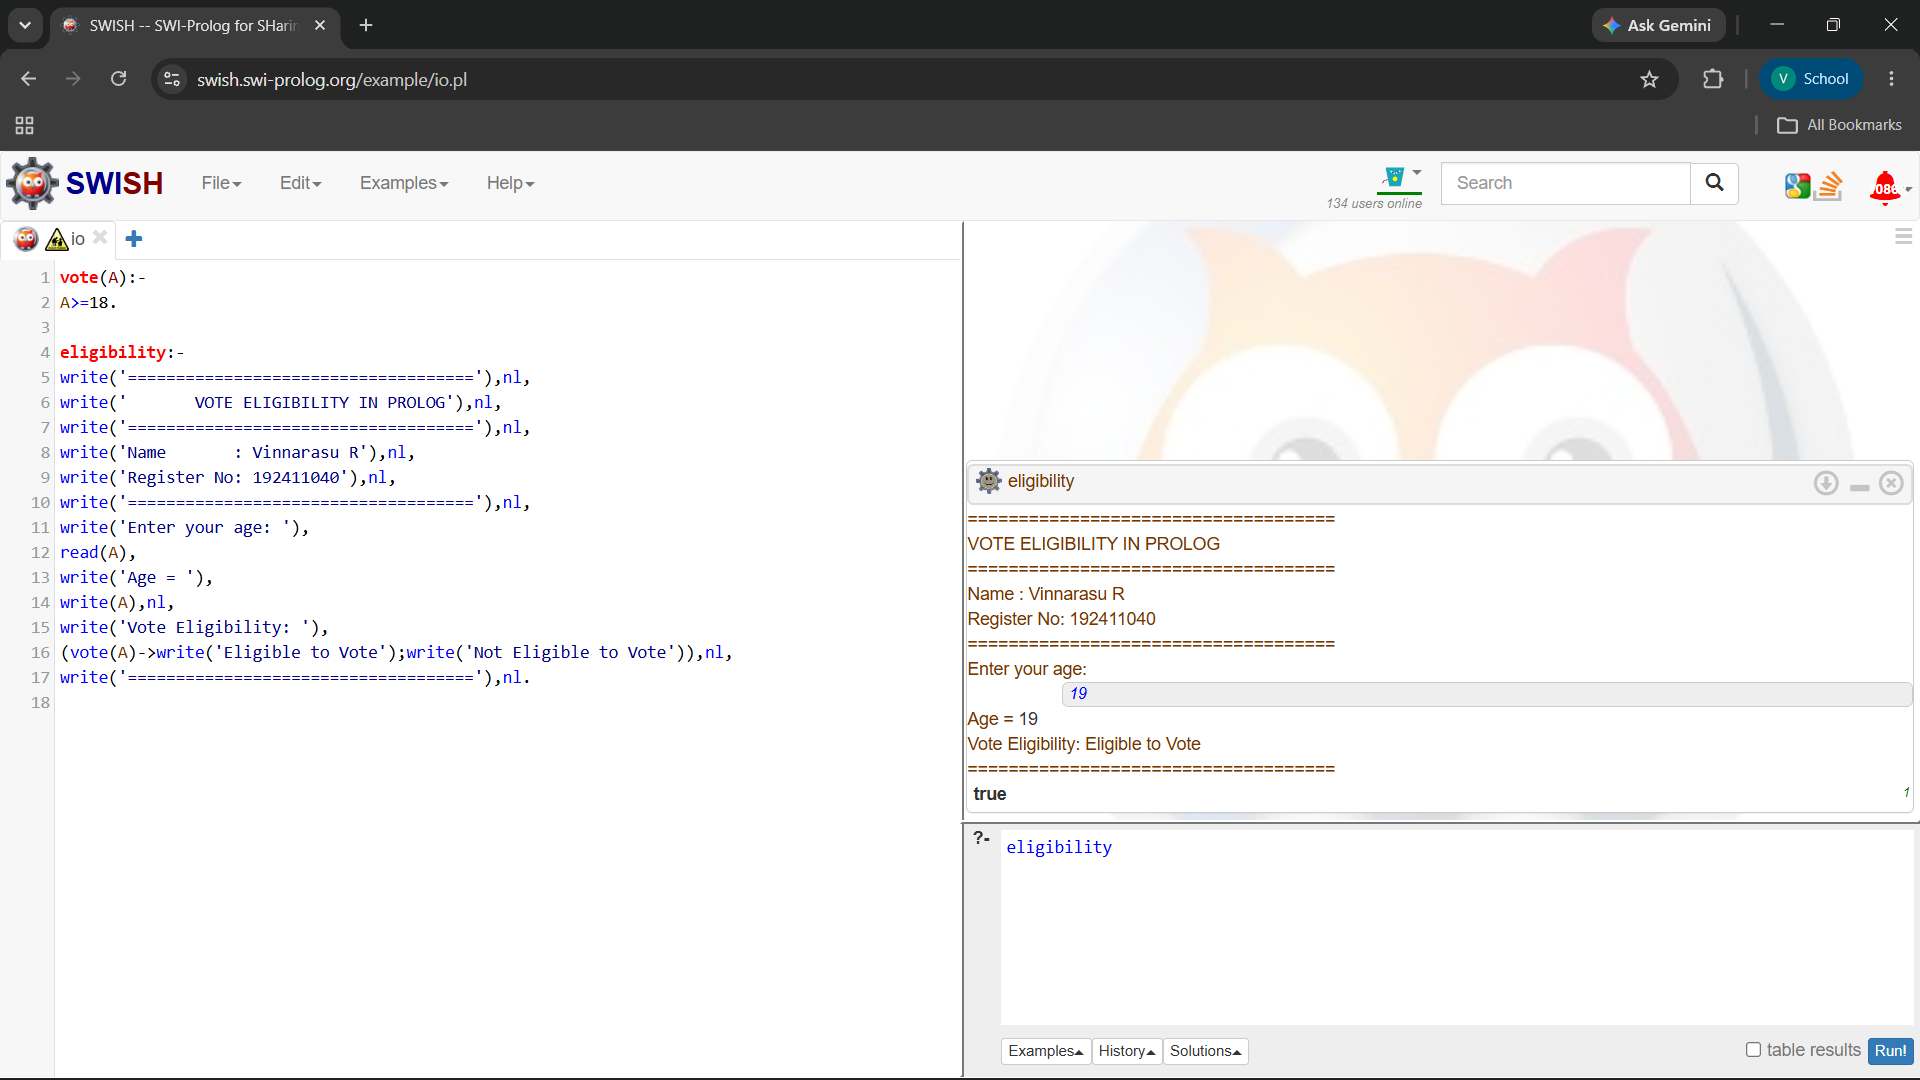 SWISH -- SWI-Prolog for SHarin
Ask Gemini
swish.swi-prolog.org/example/io.pl
V School
All Bookmarks
SWISH File Edit Examples Help
134 users online
Search
086
io
1 vote(A):-
2 A>=18.
3
4 eligibility:-
5 write('===================================='),nl,
6 write('       VOTE ELIGIBILITY IN PROLOG'),nl,
7 write('===================================='),nl,
8 write('Name       : Vinnarasu R'),nl,
9 write('Register No: 192411040'),nl,
10 write('===================================='),nl,
11 write('Enter your age: '),
12 read(A),
13 write('Age = '),
14 write(A),nl,
15 write('Vote Eligibility: '),
16 (vote(A)->write('Eligible to Vote');write('Not Eligible to Vote')),nl,
17 write('===================================='),nl.
18
eligibility
====================================
VOTE ELIGIBILITY IN PROLOG
====================================
Name : Vinnarasu R
Register No: 192411040
====================================
Enter your age:
19
Age = 19
Vote Eligibility: Eligible to Vote
====================================
true 1
?- eligibility
Examples History Solutions table results Run!